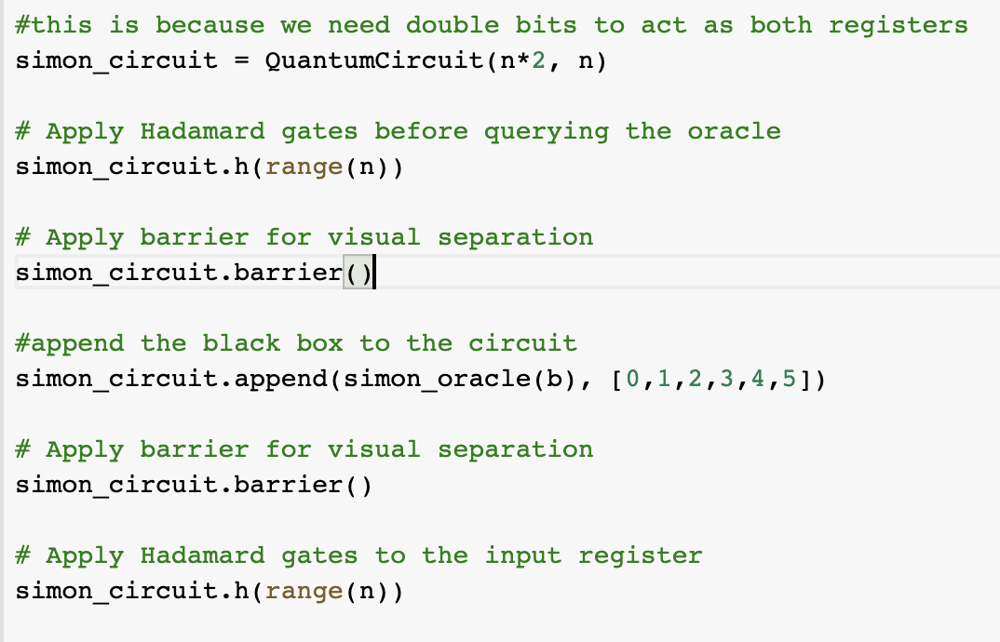 #this is because we need double bits to act as both registers
simon_circuit = QuantumCircuit(n*2, n)
# Apply Hadamard gates before querying the oracle
simon_circuit.h(range(n))
# Apply barrier for visual separation
simon_circuit.barrier()
#append the black box to the circuit
simon_circuit.append(simon_oracle(b), [0,1,2,3,4,5])
# Apply barrier for visual separation
simon_circuit.barrier()
# Apply Hadamard gates to the input register
simon_circuit.h(range(n))